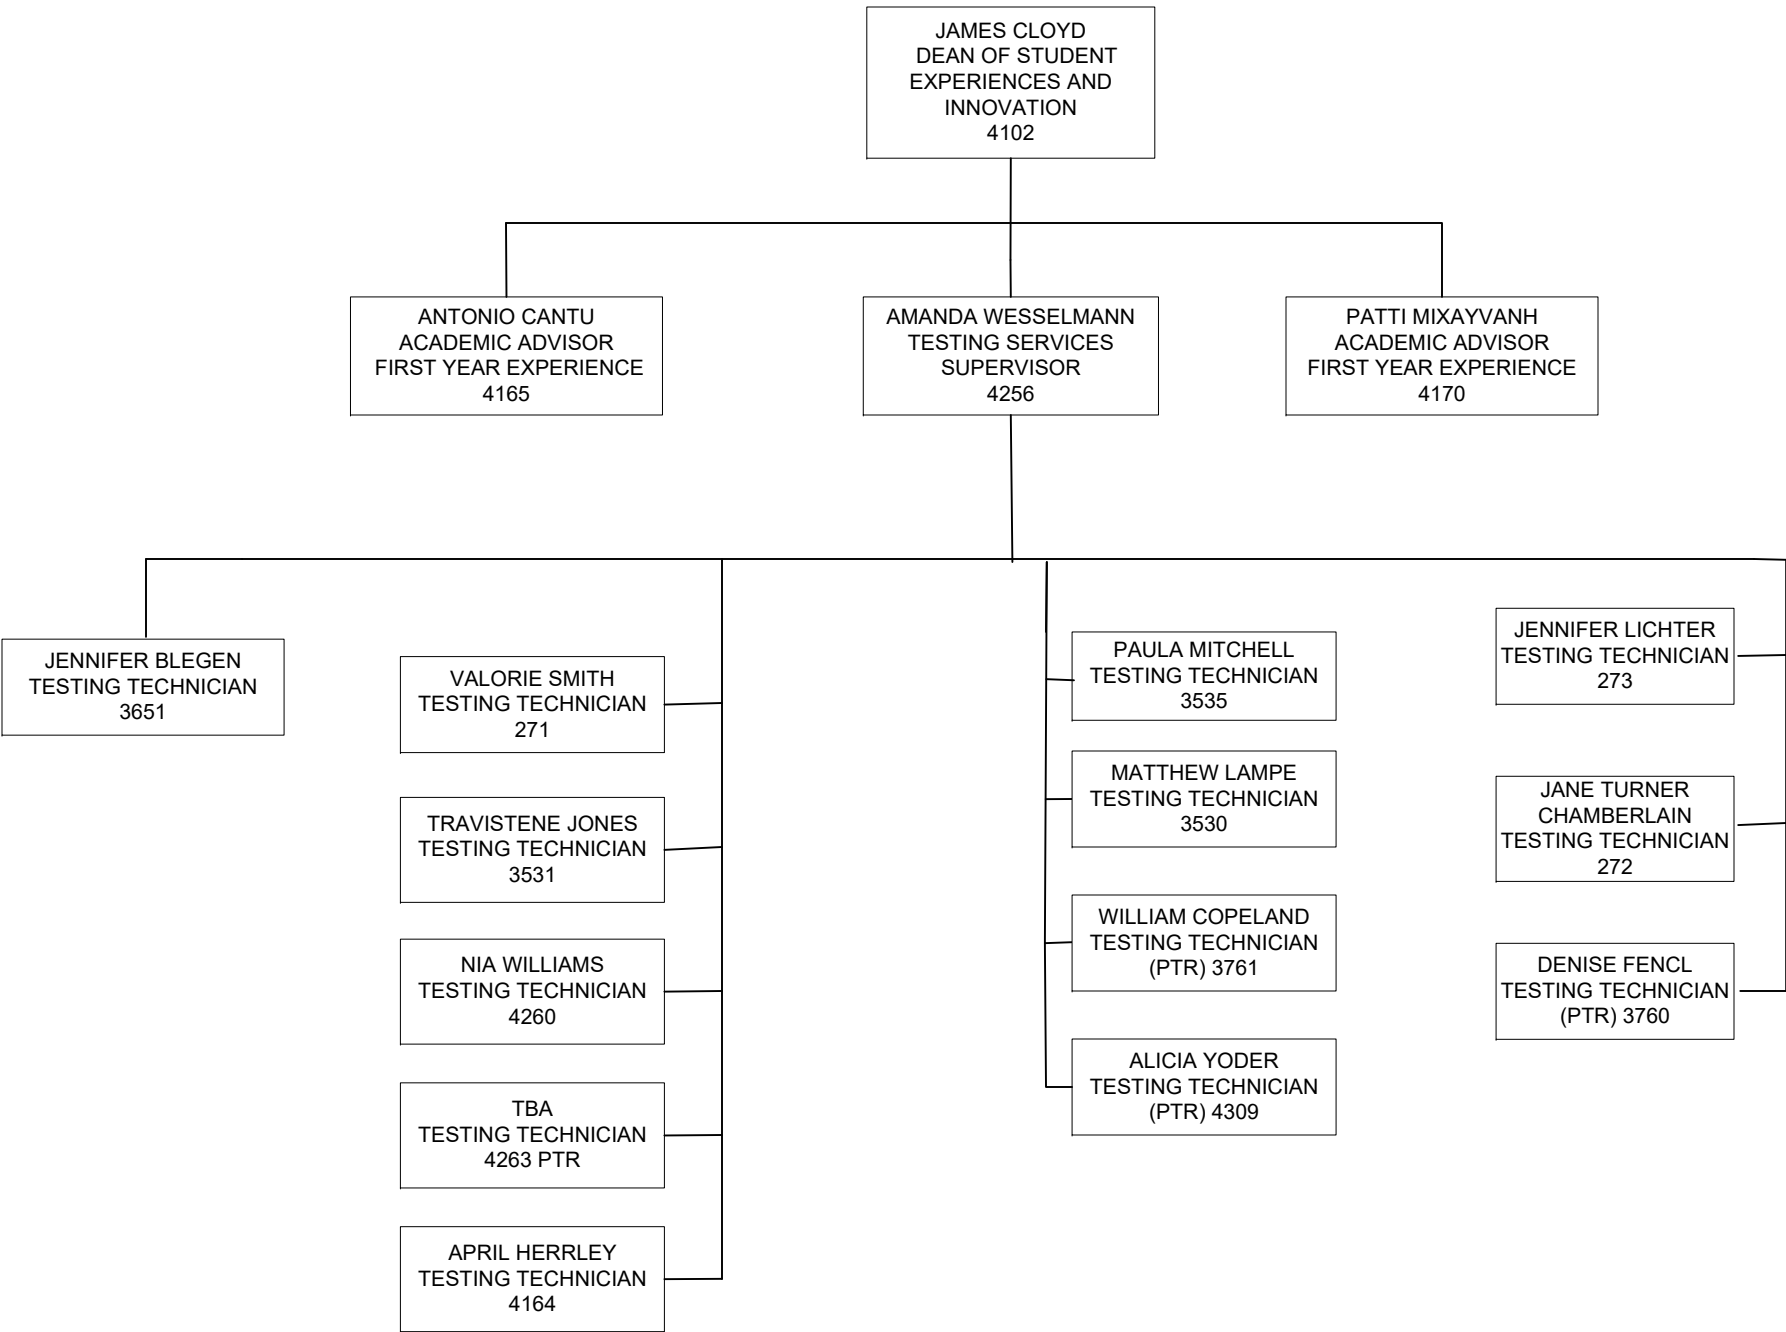 JAMES CLOYD
DEAN OF STUDENT
EXPERIENCES AND
INNOVATION
4102
ANTONIO CANTU
ACADEMIC ADVISOR
FIRST YEAR EXPERIENCE
4165
AMANDA WESSELMANN
TESTING SERVICES
SUPERVISOR
4256
PATTI MIXAYVANH
ACADEMIC ADVISOR
FIRST YEAR EXPERIENCE
4170
JENNIFER BLEGEN
TESTING TECHNICIAN
3651
VALORIE SMITH
TESTING TECHNICIAN
271
TRAVISTENE JONES
TESTING TECHNICIAN
3531
NIA WILLIAMS
TESTING TECHNICIAN
4260
TBA
TESTING TECHNICIAN
4263 PTR
APRIL HERRLEY
TESTING TECHNICIAN
4164
PAULA MITCHELL
TESTING TECHNICIAN
3535
MATTHEW LAMPE
TESTING TECHNICIAN
3530
WILLIAM COPELAND
TESTING TECHNICIAN
(PTR) 3761
ALICIA YODER
TESTING TECHNICIAN
(PTR) 4309
JENNIFER LICHTER
TESTING TECHNICIAN
273
JANE TURNER
CHAMBERLAIN
TESTING TECHNICIAN
272
DENISE FENCL
TESTING TECHNICIAN
(PTR) 3760